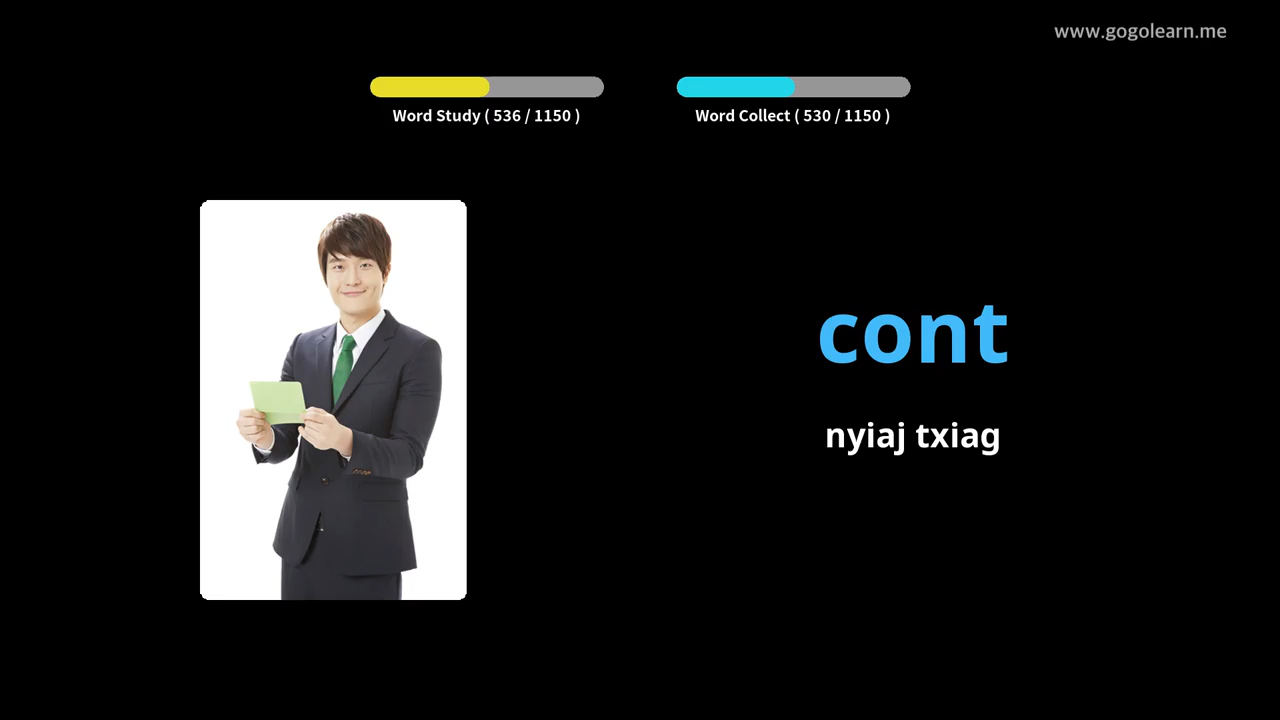 www.gogolearn.me
Word Study ( 536 / 1150 )
Word Collect ( 530 / 1150 )
cont
nyiaj txiag